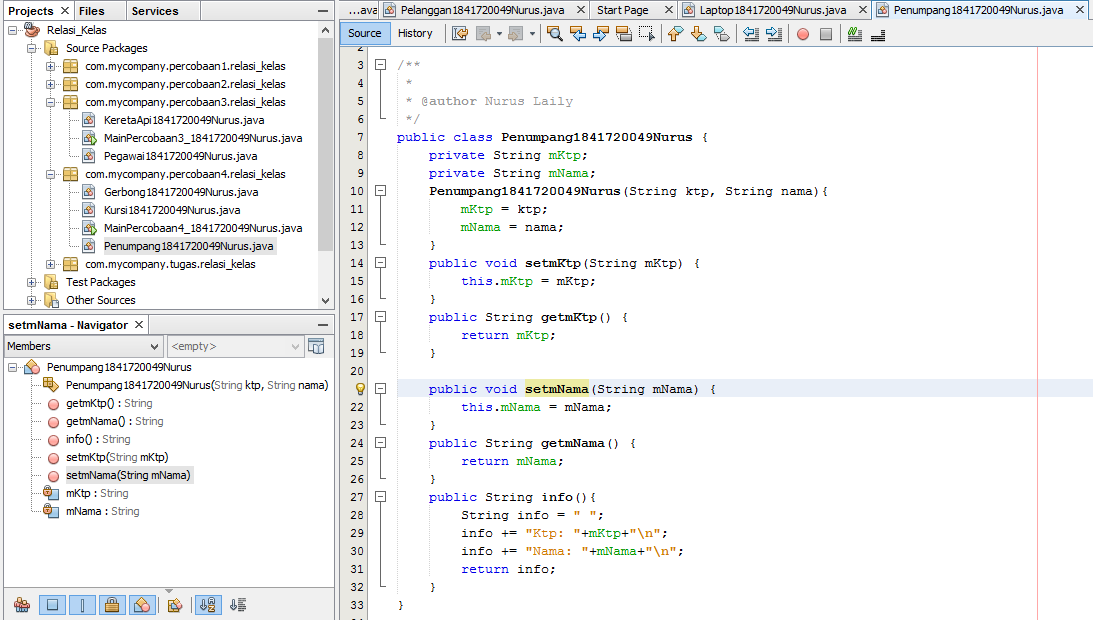 Projects × Files Services
Relasi_Kelas
Source Packages
com.mycompany.percobaan1.relasi_kelas
com.mycompany.percobaan2.relasi_kelas
com.mycompany.percobaan3.relasi_kelas
KeretaApi1841720049Nurus.java
MainPercobaan3_1841720049Nurus.java
Pegawai1841720049Nurus.java
com.mycompany.percobaan4.relasi_kelas
Gerbong1841720049Nurus.java
Kursi1841720049Nurus.java
MainPercobaan4_1841720049Nurus.java
Penumpang1841720049Nurus.java
com.mycompany.tugas.relasi_kelas
Test Packages
Other Sources
setmNama - Navigator ×
Members <empty>
Penumpang1841720049Nurus
Penumpang1841720049Nurus(String ktp, String nama)
getmKtp() : String
getmNama() : String
info() : String
setmKtp(String mKtp)
setmNama(String mNama)
mKtp : String
mNama : String
...ava Pelanggan1841720049Nurus.java × Start Page × Laptop1841720049Nurus.java × Penumpang1841720049Nurus.java ×
Source History
2
3 /**
4 *
5 * @author Nurus Laily
6 */
7 public class Penumpang1841720049Nurus {
8 private String mKtp;
9 private String mNama;
10 Penumpang1841720049Nurus(String ktp, String nama){
11 mKtp = ktp;
12 mNama = nama;
13 }
14 public void setmKtp(String mKtp) {
15 this.mKtp = mKtp;
16 }
17 public String getmKtp() {
18 return mKtp;
19 }
20
public void setmNama(String mNama) {
22 this.mNama = mNama;
23 }
24 public String getmNama() {
25 return mNama;
26 }
27 public String info(){
28 String info = " ";
29 info += "Ktp: "+mKtp+"\n";
30 info += "Nama: "+mNama+"\n";
31 return info;
32 }
33 }